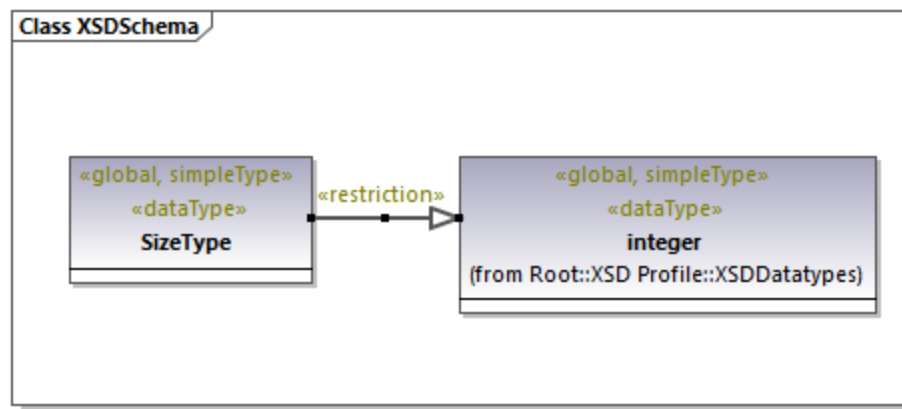 Class XSDSchema
«global, simpleType»
«dataType»
SizeType
«restriction»
«global, simpleType»
«dataType»
integer
(from Root::XSD Profile::XSDDatatypes)